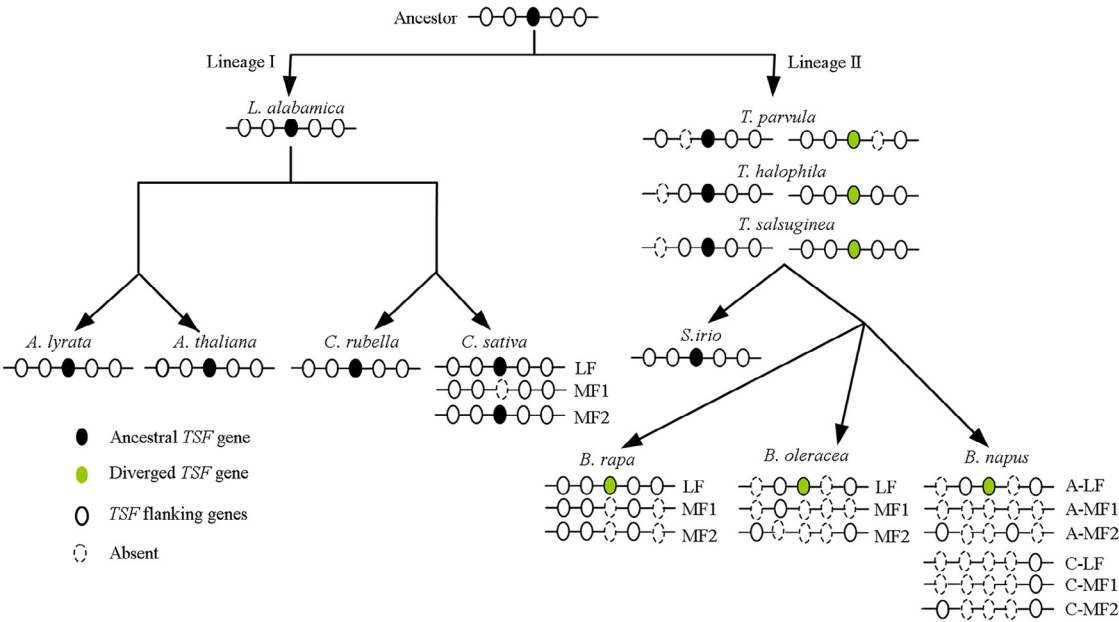 Ancestor
Lineage I
Lineage II
L. alabamica
T. parvula
T. halophila
T. salsuginea
A. lyrata
A. thaliana
C. rubella
C. sativa
LF
MF1
MF2
S.irio
Ancestral TSF gene
Diverged TSF gene
TSF flanking genes
Absent
B. rapa
LF
MF1
MF2
B. oleracea
LF
MF1
MF2
B. napus
A-LF
A-MF1
A-MF2
C-LF
C-MF1
C-MF2